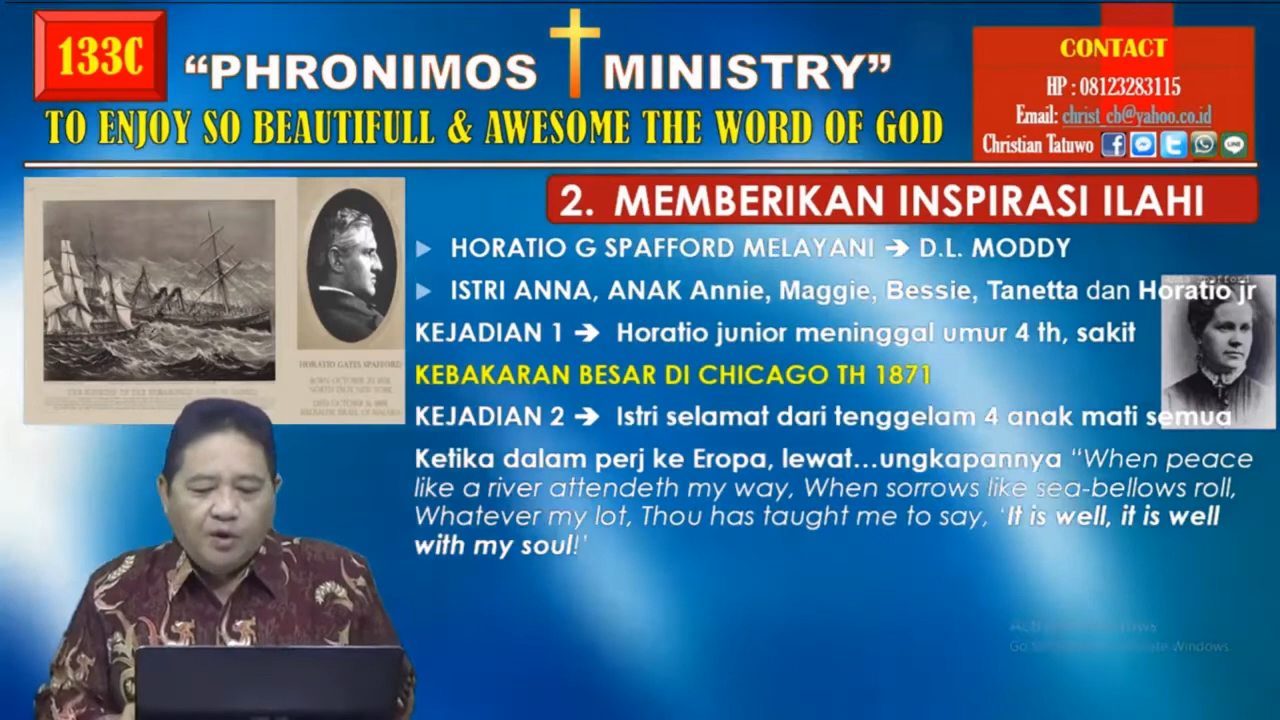 133C
“PHRONIMOS MINISTRY”
TO ENJOY SO BEAUTIFULL & AWESOME THE WORD OF GOD
CONTACT
HP : 08123283115
Email: christ_cb@yahoo.co.id
Christian Tatuwo
2. MEMBERIKAN INSPIRASI ILAHI
HORATIO G SPAFFORD MELAYANI ➔ D.L. MODDY
ISTRI ANNA, ANAK Annie, Maggie, Bessie, Tanetta dan Horatio jr
KEJADIAN 1 ➔ Horatio junior meninggal umur 4 th, sakit
KEBAKARAN BESAR DI CHICAGO TH 1871
KEJADIAN 2 ➔ Istri selamat dari tenggelam 4 anak mati semua
Ketika dalam perj ke Eropa, lewat...ungkapannya “When peace
like a river attendeth my way, When sorrows like sea-bellows roll,
Whatever my lot, Thou has taught me to say, ‘It is well, it is well
with my soul!’
HORATIO GATES SPAFFORD